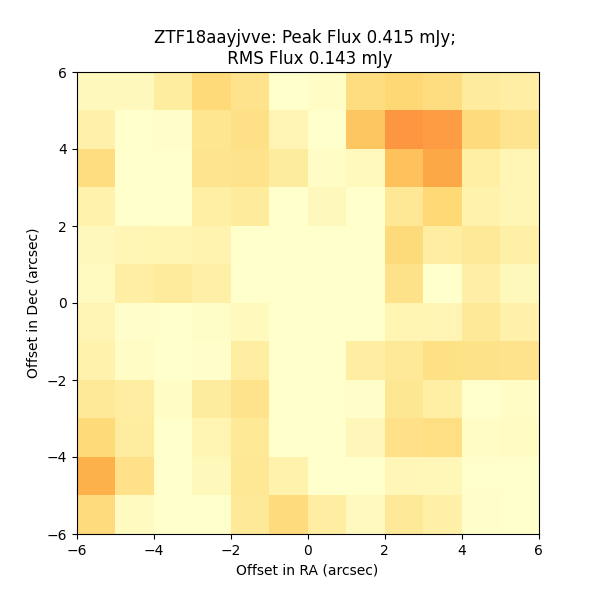 ZTF18aayjvve: Peak Flux 0.415 mJy;
RMS Flux 0.143 mJy
6
4
2
0
−2
−4
−6
Offset in Dec (arcsec)
−6 −4 −2 0 2 4 6
Offset in RA (arcsec)